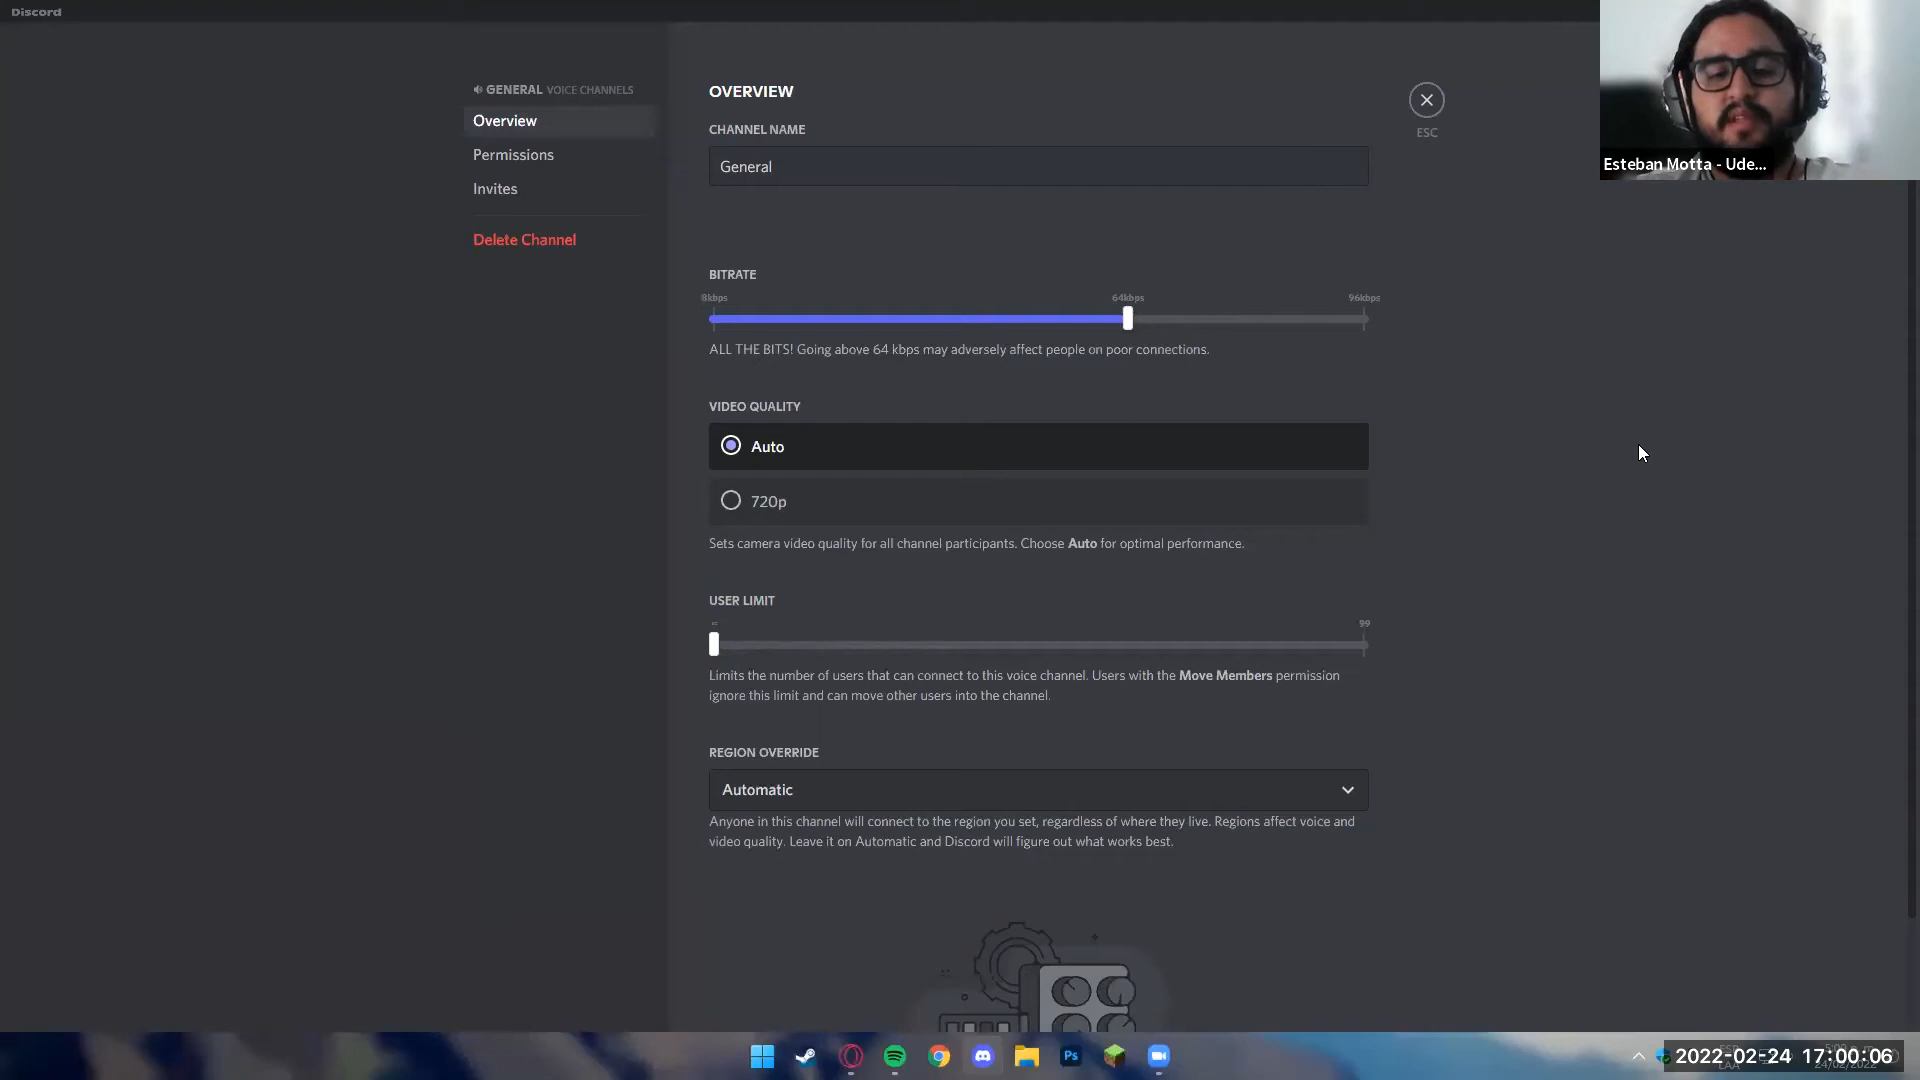 Discord
GENERAL VOICE CHANNELS
Overview
Permissions
Invites
Delete Channel
OVERVIEW
CHANNEL NAME
General
ESC
Esteban Motta - Ude...
BITRATE
8kbps 64kbps 96kbps
ALL THE BITS! Going above 64 kbps may adversely affect people on poor connections.
VIDEO QUALITY
Auto
720p
Sets camera video quality for all channel participants. Choose Auto for optimal performance.
USER LIMIT
99
Limits the number of users that can connect to this voice channel. Users with the Move Members permission
ignore this limit and can move other users into the channel.
REGION OVERRIDE
Automatic
Anyone in this channel will connect to the region you set, regardless of where they live. Regions affect voice and
video quality. Leave it on Automatic and Discord will figure out what works best.
Ps
2022-02-24 17:00:06